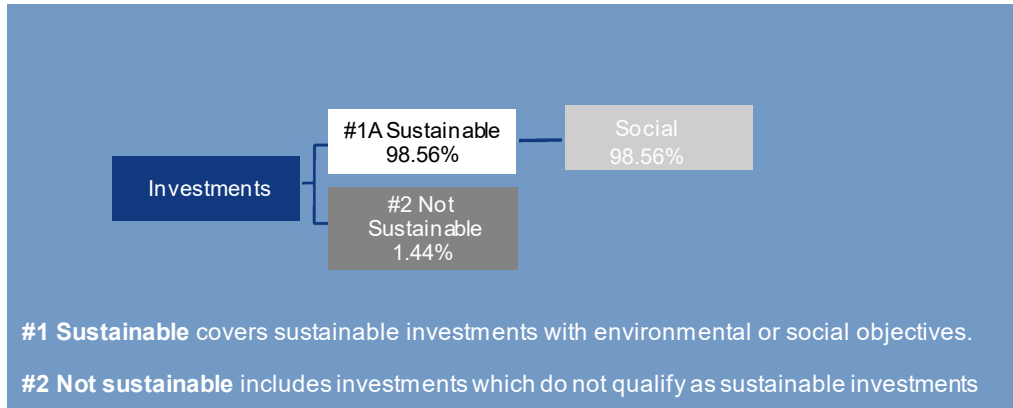 #1A Sustainable
98.56%
Social
98.56%
Investments
#2 Not
Sustainable
1.44%
#1 Sustainable covers sustainable investments with environmental or social objectives.
#2 Not sustainable includes investments which do not qualify as sustainable investments